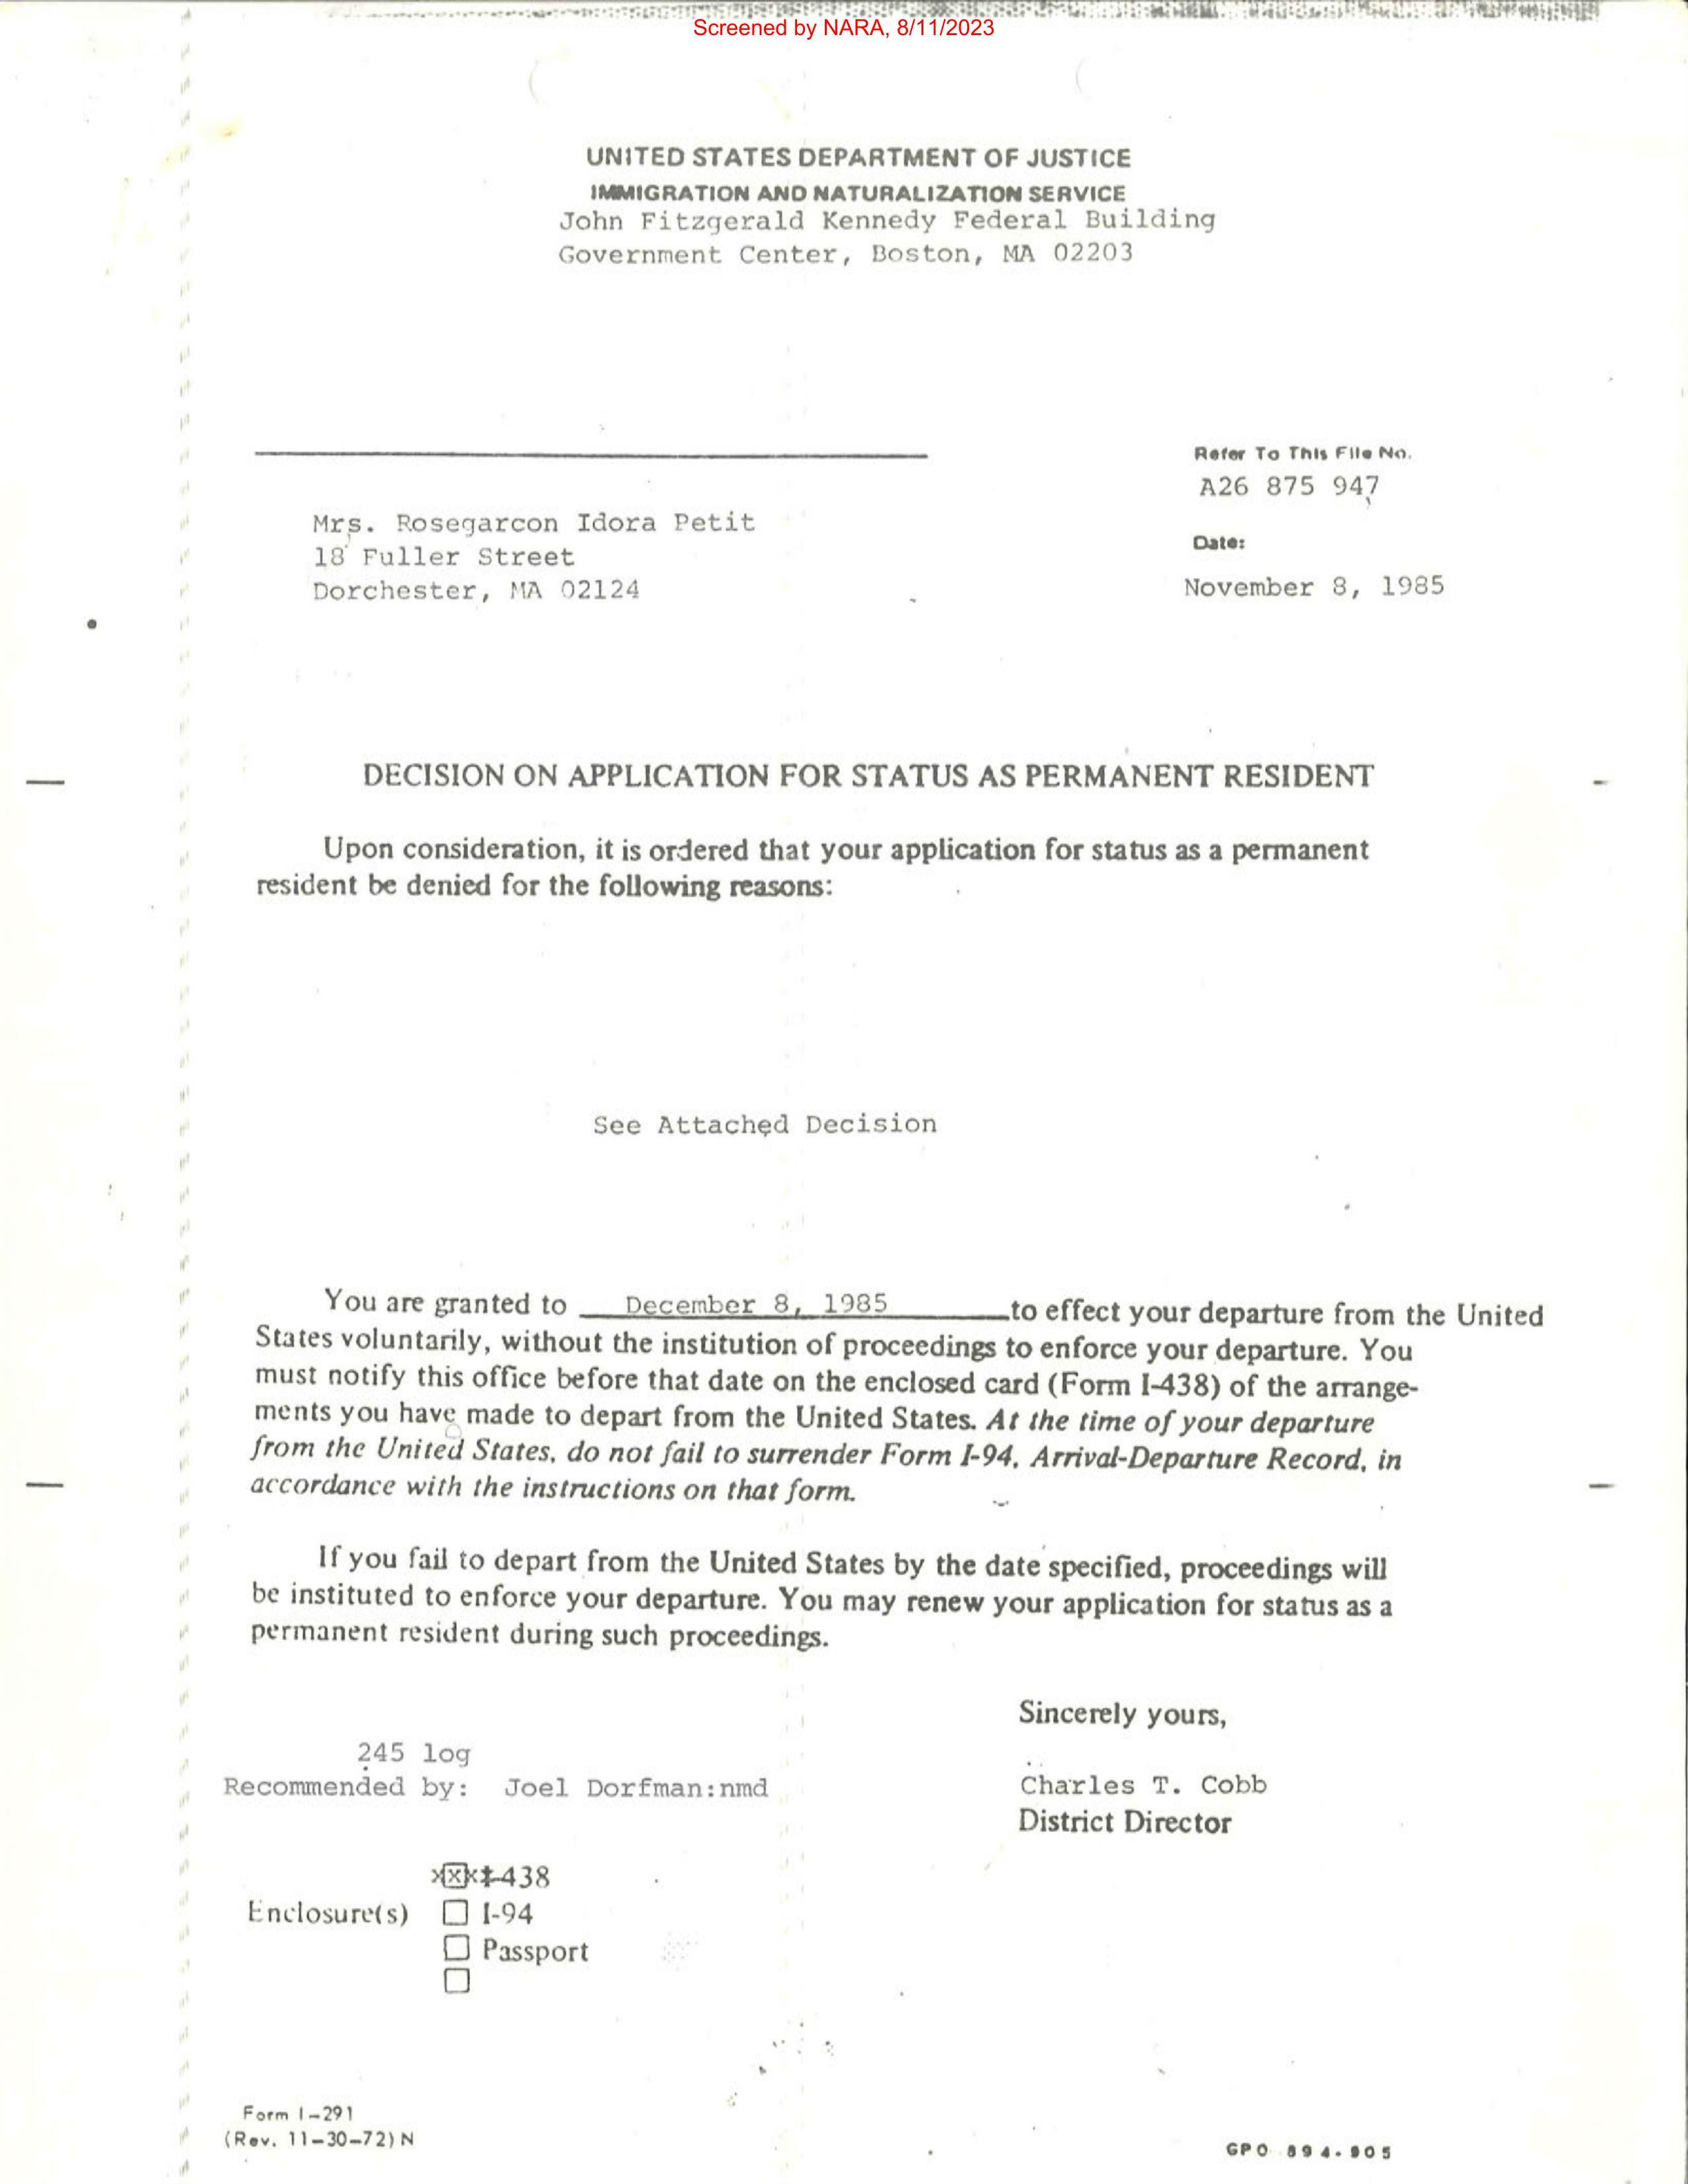 Screened by NARA, 8/11/2023
UNITED STATES DEPARTMENT OF JUSTICE
IMMIGRATION AND NATURALIZATION SERVICE
John Fitzgerald Kennedy Federal Building
Government Center, Boston, MA 02203
Refer To This File No.
A26 875 947
Mrs. Rosegarcon Idora Petit
18 Fuller Street
Dorchester, MA 02124
Date:
November 8, 1985
DECISION ON APPLICATION FOR STATUS AS PERMANENT RESIDENT
Upon consideration, it is ordered that your application for status as a permanent
resident be denied for the following reasons:
See Attached Decision
You are granted to December 8, 1985 to effect your departure from the United
States voluntarily, without the institution of proceedings to enforce your departure. You
must notify this office before that date on the enclosed card (Form I-438) of the arrange-
ments you have made to depart from the United States. At the time of your departure
from the United States, do not fail to surrender Form I-94, Arrival-Departure Record, in
accordance with the instructions on that form.
If you fail to depart from the United States by the date specified, proceedings will
be instituted to enforce your departure. You may renew your application for status as a
permanent resident during such proceedings.
Sincerely yours,
245 log
Recommended by: Joel Dorfman:nmd
Charles T. Cobb
District Director
xxx I-438
Enclosure(s) ☐ I-94
☐ Passport
☐
Form I-291
(Rev. 11-30-72) N
GPO 894-905